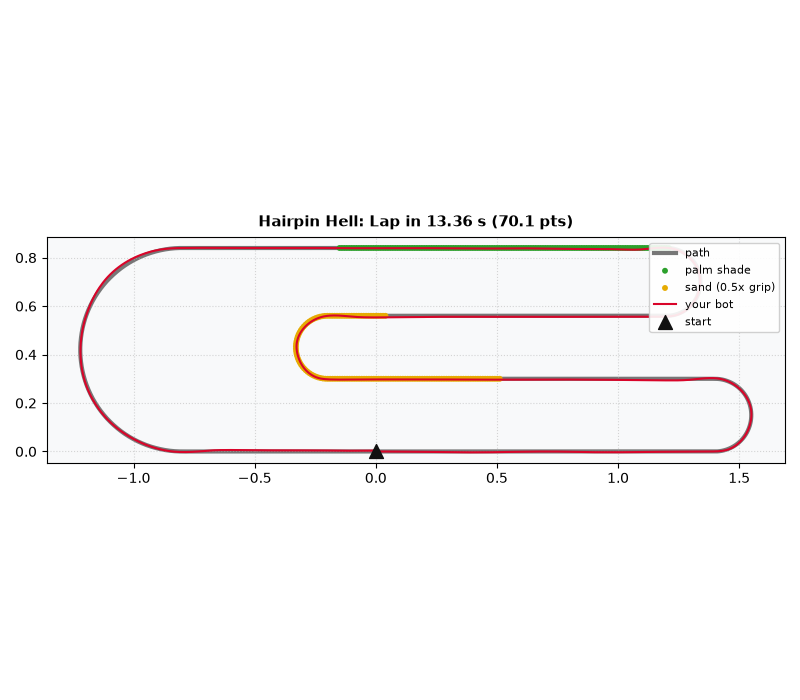 Hairpin Hell: Lap in 13.36 s (70.1 pts)
path
palm shade
sand (0.5x grip)
your bot
start
0.8
0.6
0.4
0.2
0.0
−1.0 −0.5 0.0 0.5 1.0 1.5